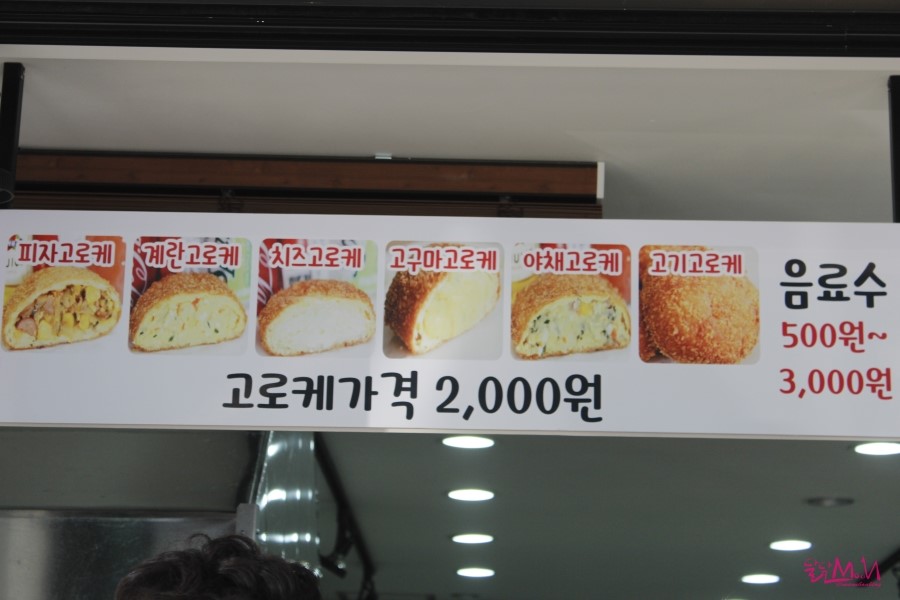 피자고로케
계란고로케
치즈고로케
고구마고로케
야채고로케
고기고로케
고로케가격 2,000원
음료수
500원~
3,000원